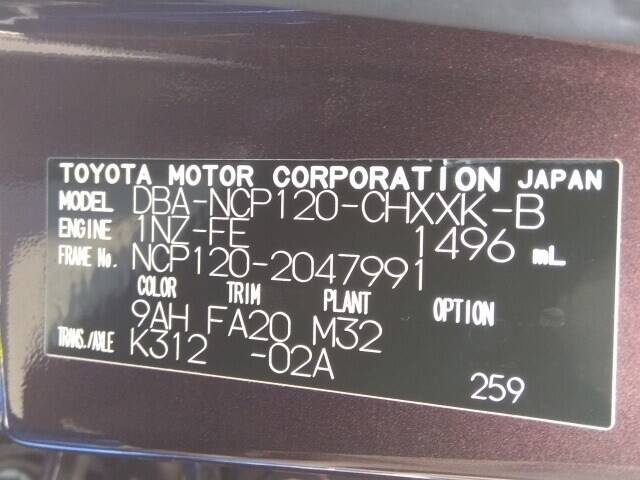 TOYOTA MOTOR CORPORATION JAPAN
MODEL DBA-NCP120-CHXXK-B
ENGINE 1NZ-FE 1496 mL
FRAME No. NCP120-2047991
COLOR TRIM PLANT OPTION
9AH FA20 M32
TRANS./AXLE K312 -02A
259